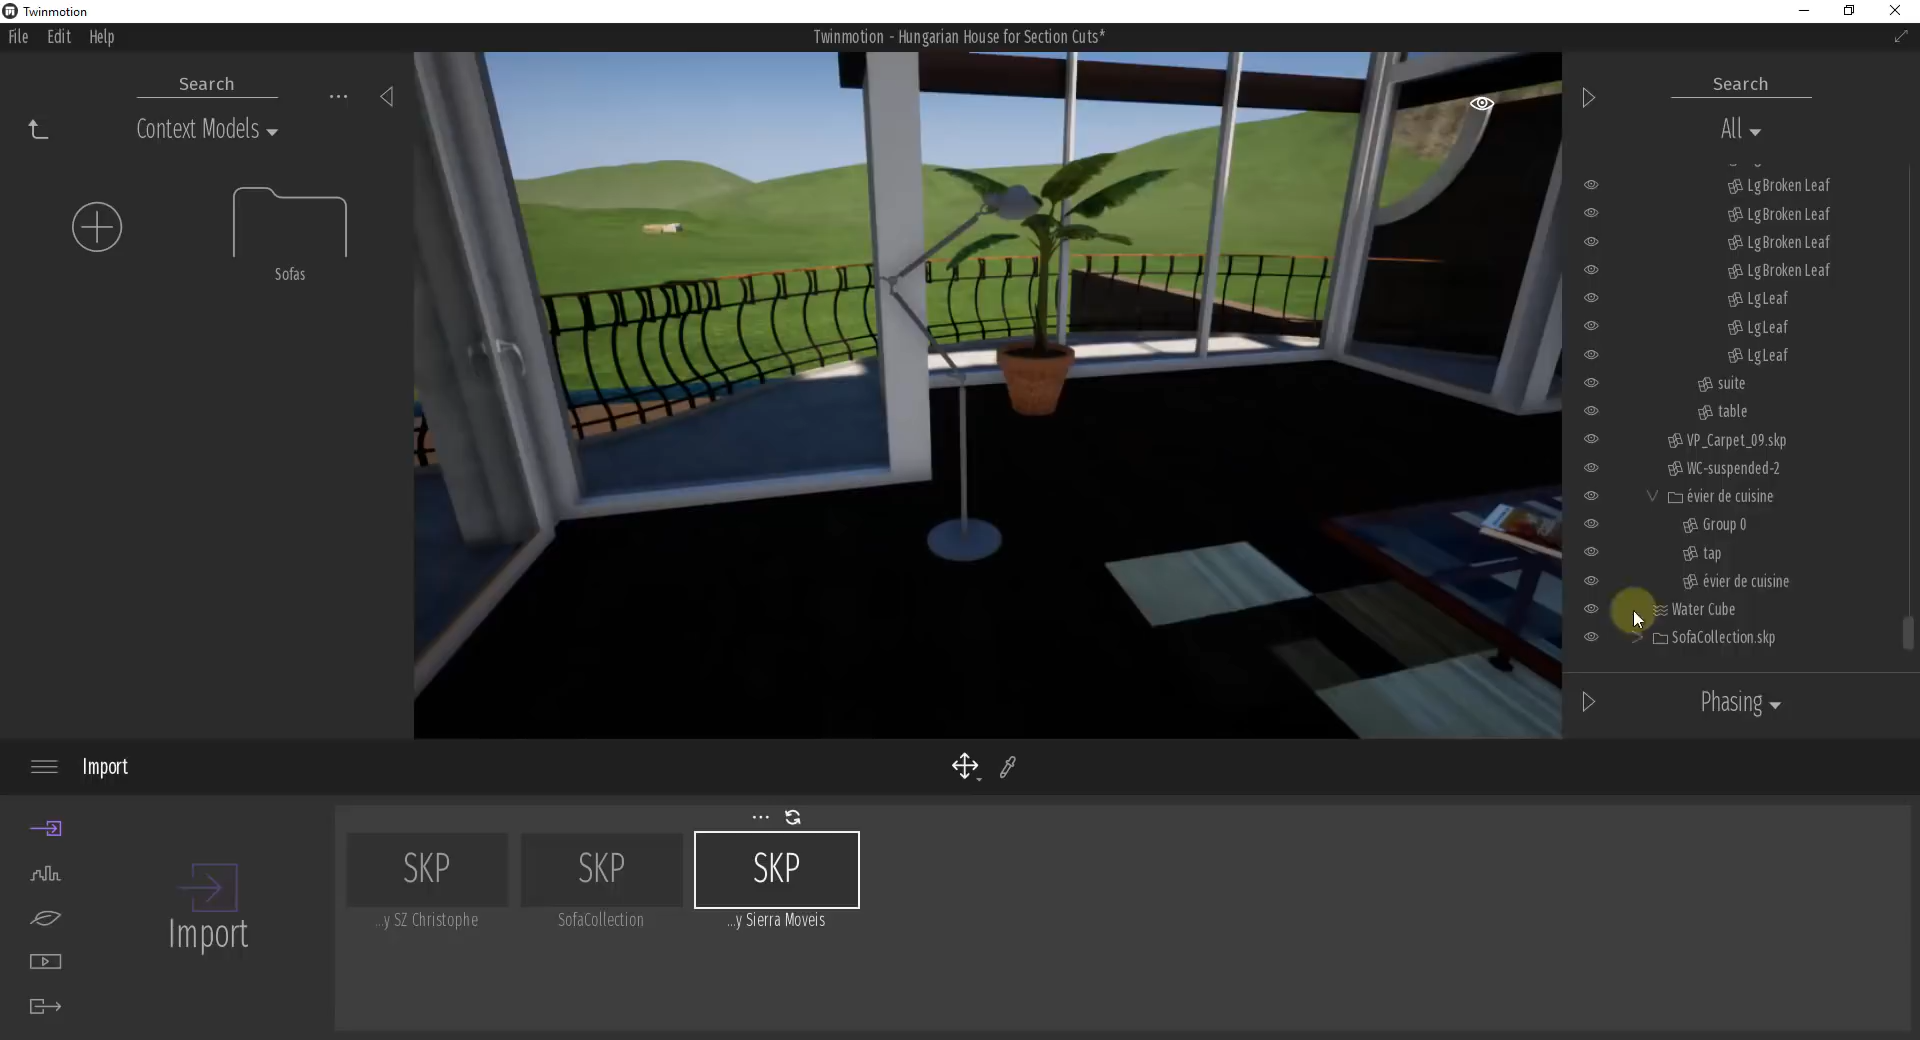 Twinmotion
File Edit Help
Twinmotion - Hungarian House for Section Cuts*
Search
...
Context Models
Sofas
Search
All
LgBroken Leaf
LgBroken Leaf
LgBroken Leaf
LgBroken Leaf
LgLeaf
LgLeaf
LgLeaf
suite
table
VP_Carpet_09.skp
WC-suspended-2
évier de cuisine
Group 0
tap
évier de cuisine
Water Cube
SofaCollection.skp
Phasing
Import
Import
...
SKP
...y SZ Christophe
SKP
SofaCollection
SKP
...y Sierra Moveis